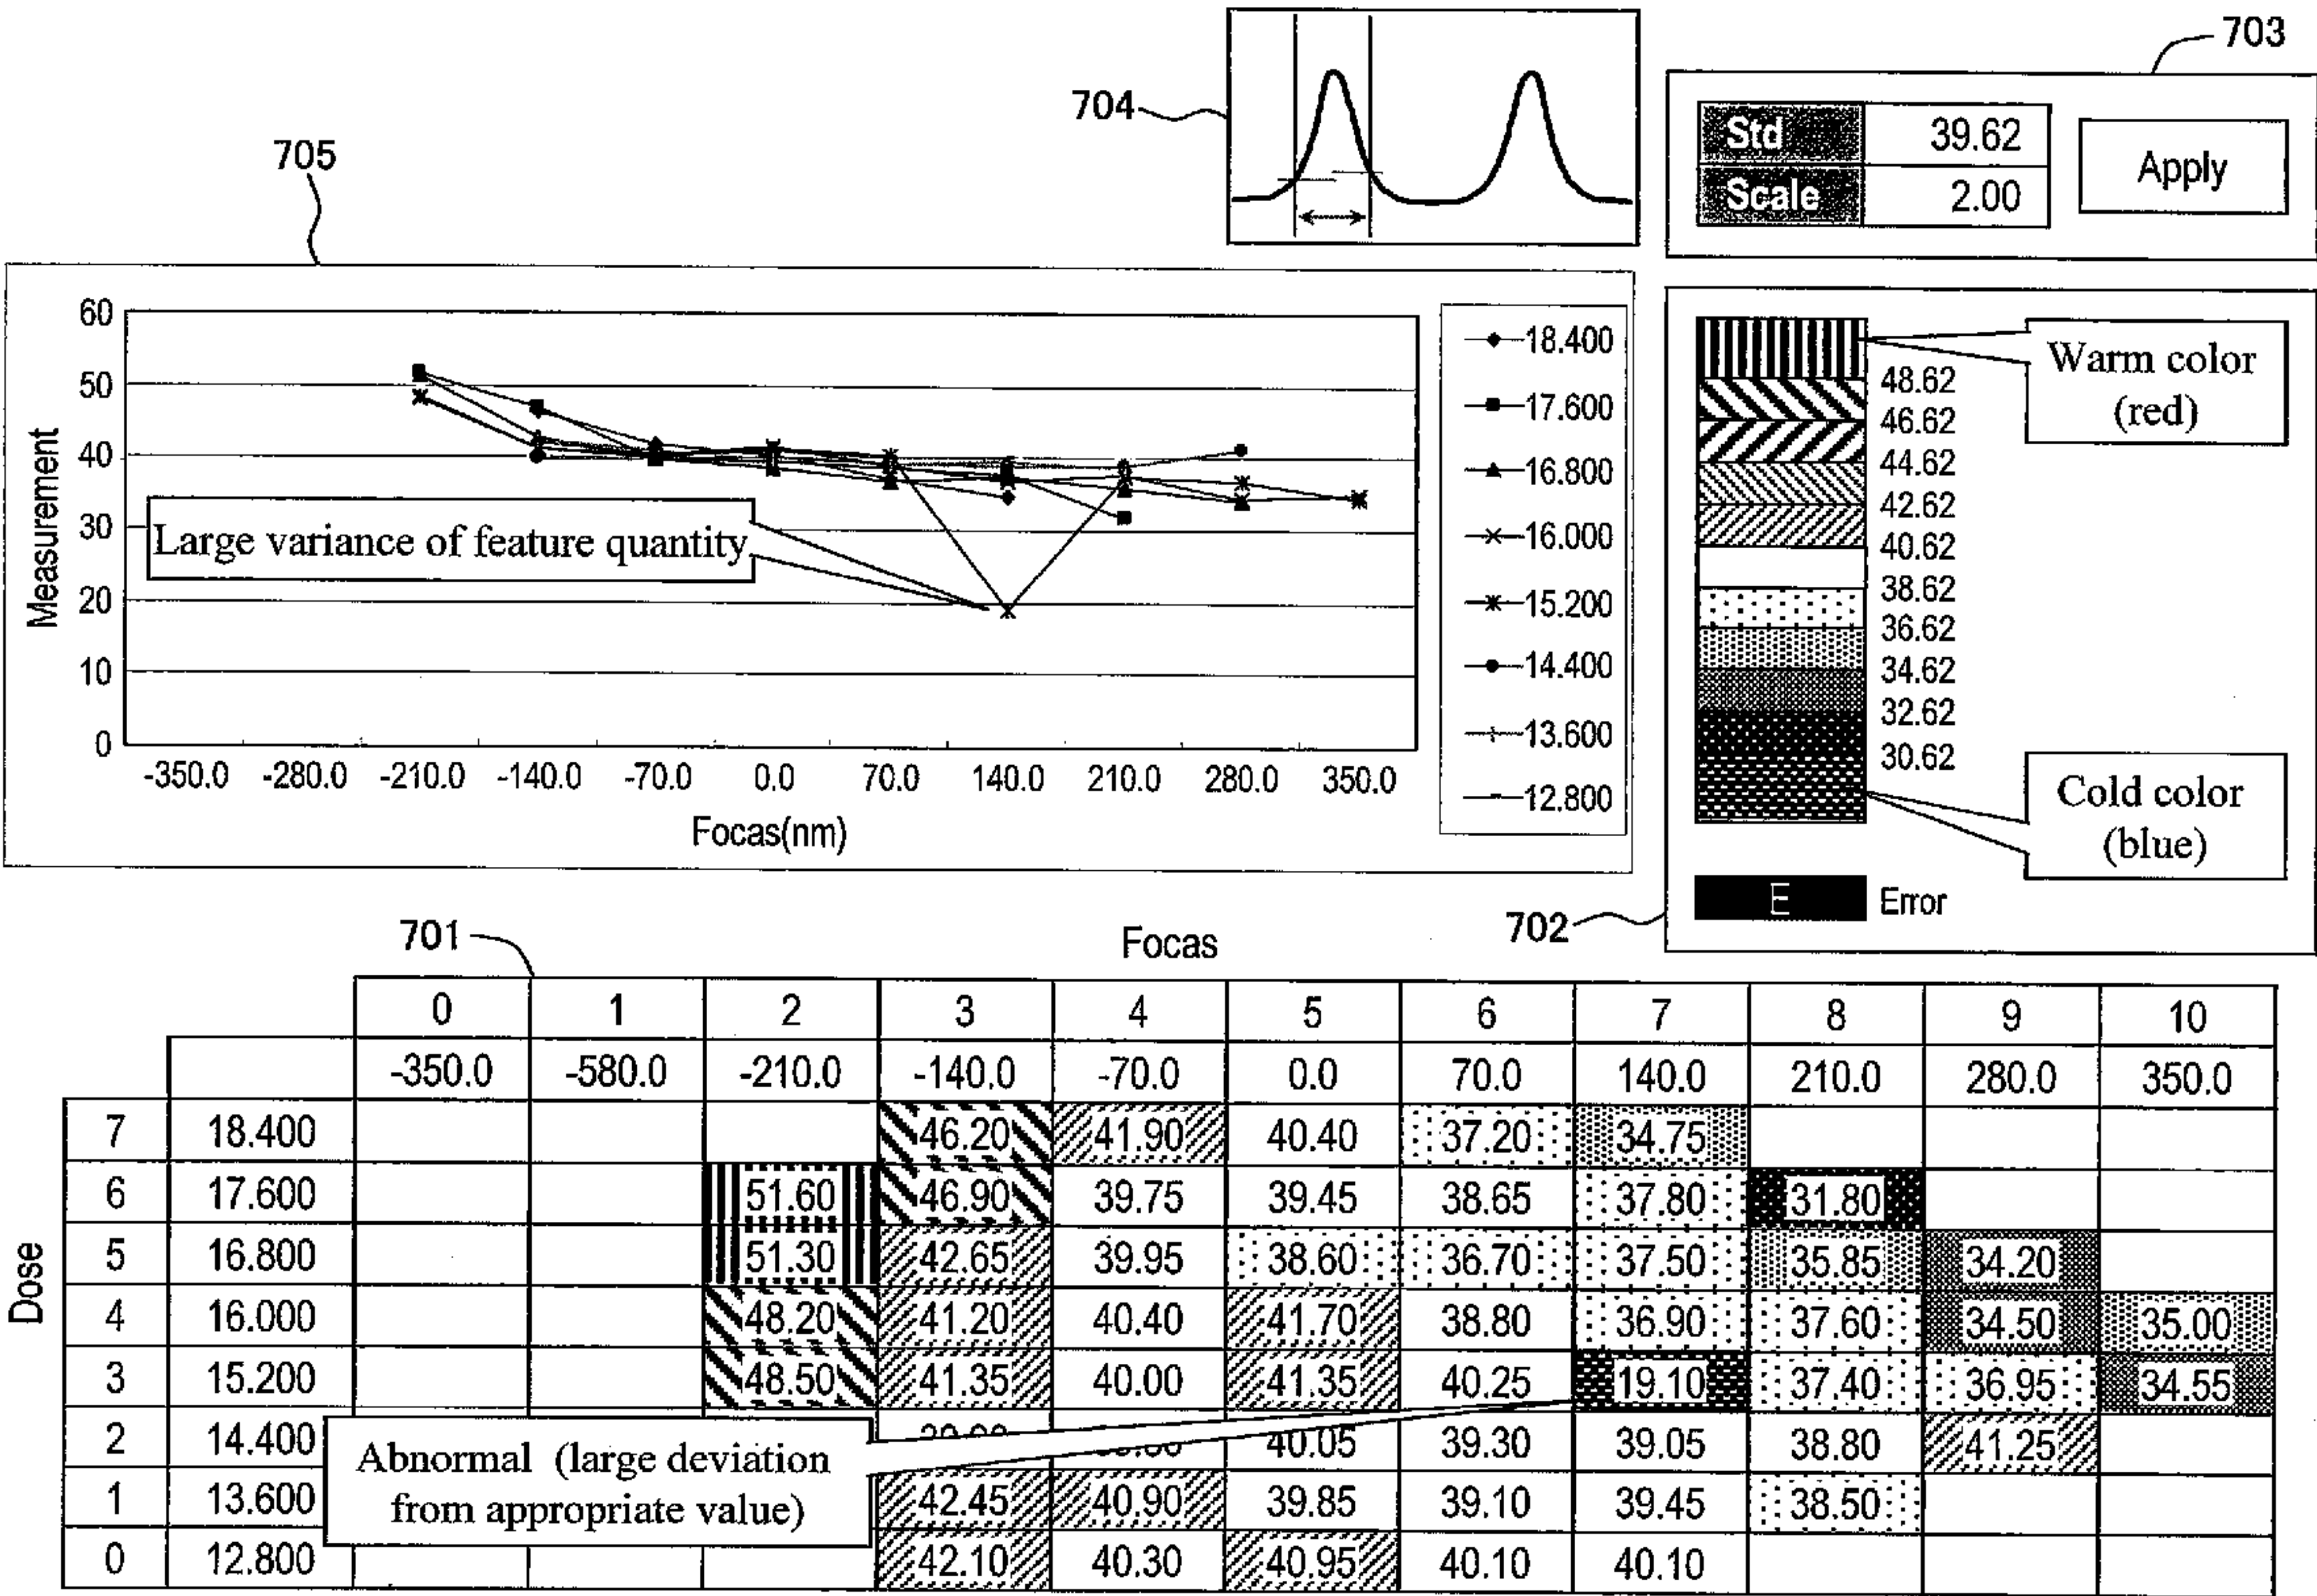 704
703
Std 39.62
Scale 2.00
Apply
705
60
50
40
30
20
10
0
Measurement
Large variance of feature quantity
-350.0 -280.0 -210.0 -140.0 -70.0 0.0 70.0 140.0 210.0 280.0 350.0
Focas(nm)
18.400
17.600
16.800
16.000
15.200
14.400
13.600
12.800
Warm color
(red)
48.62
46.62
44.62
42.62
40.62
38.62
36.62
34.62
32.62
30.62
Cold color
(blue)
E Error
702
701
Focas
0 1 2 3 4 5 6 7 8 9 10
-350.0 -580.0 -210.0 -140.0 -70.0 0.0 70.0 140.0 210.0 280.0 350.0
Dose
7 18.400 46.20 41.90 40.40 37.20 34.75
6 17.600 51.60 46.90 39.75 39.45 38.65 37.80 31.80
5 16.800 51.30 42.65 39.95 38.60 36.70 37.50 35.85 34.20
4 16.000 48.20 41.20 40.40 41.70 38.80 36.90 37.60 34.50 35.00
3 15.200 48.50 41.35 40.00 41.35 40.25 19.10 37.40 36.95 34.55
2 14.400 40.05 39.30 39.05 38.80 41.25
Abnormal (large deviation
from appropriate value)
1 13.600 42.45 40.90 39.85 39.10 39.45 38.50
0 12.800 42.10 40.30 40.95 40.10 40.10